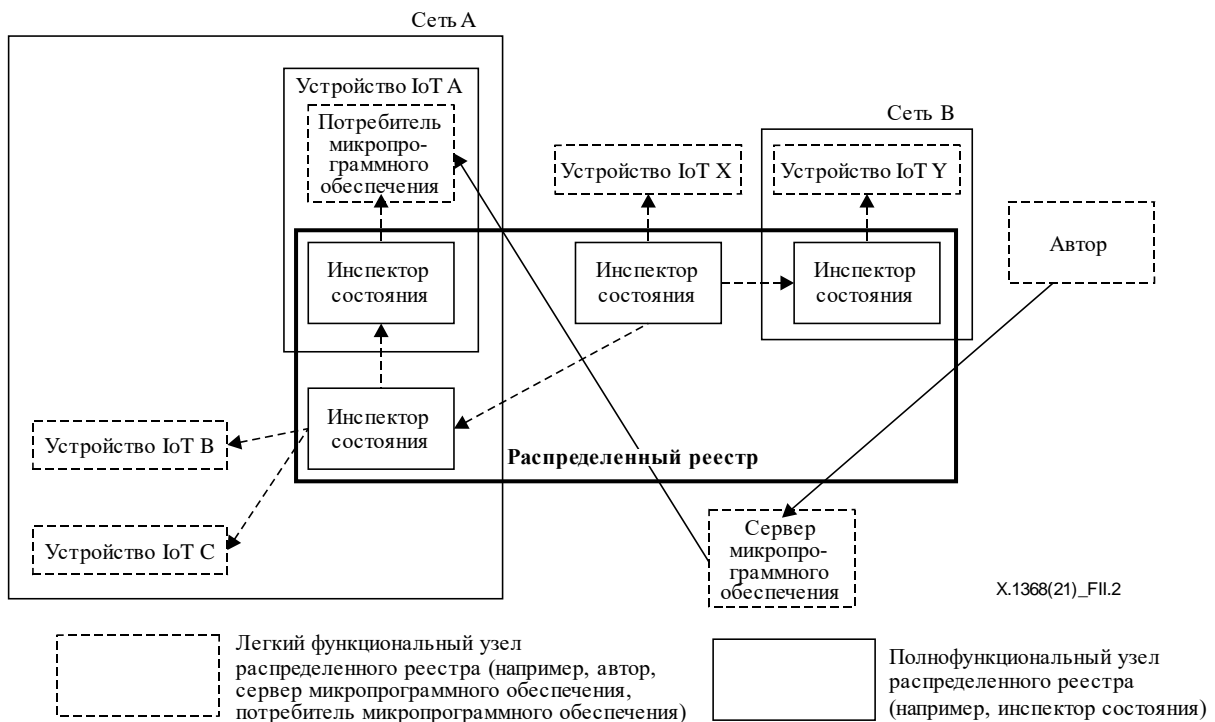 Сеть А
Устройство IoT A
Потребитель
микропро-
граммного
обеспечения
Сеть В
Устройство IoT X
Устройство IoT Y
Автор
Инспектор
состояния
Инспектор
состояния
Инспектор
состояния
Инспектор
состояния
Устройство IoT B
Распределенный реестр
Устройство IoT C
Сервер
микропро-
граммного
обеспечения
X.1368(21)_FII.2
Легкий функциональный узел
распределенного реестра (например, автор,
сервер микропрограммного обеспечения,
потребитель микропрограммного обеспечения)
Полнофункциональный узел
распределенного реестра
(например, инспектор состояния)